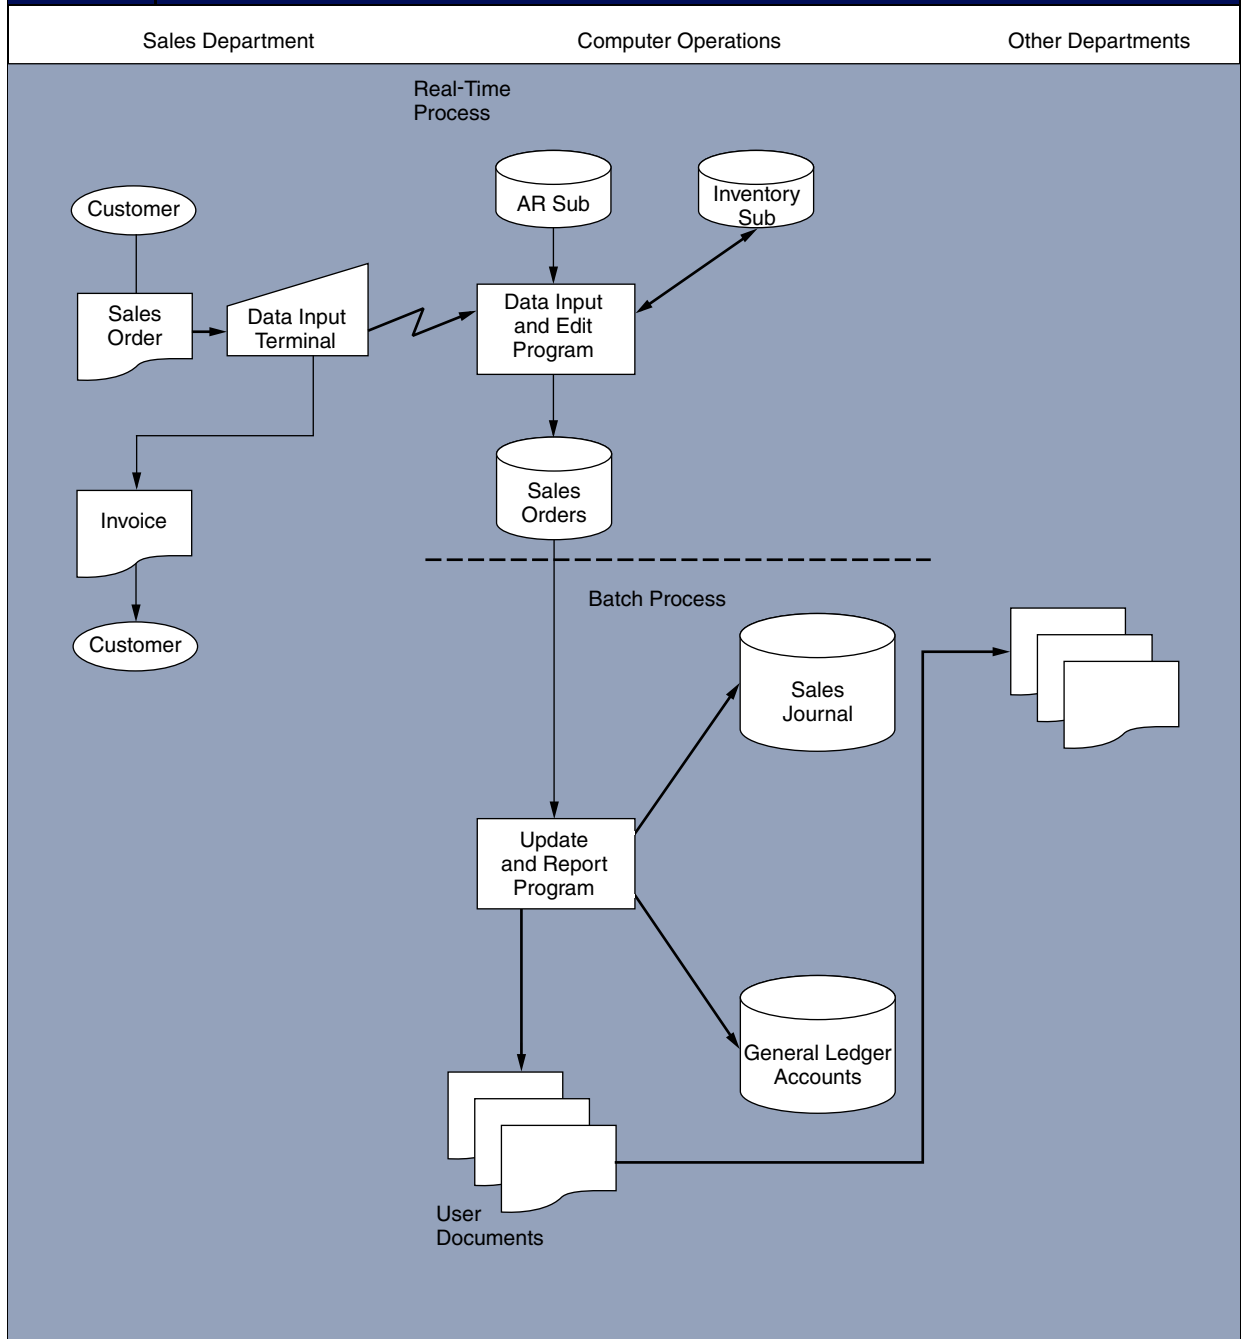 Sales Department
Computer Operations
Other Departments
Real-Time
Process
AR Sub
Inventory
Sub
Customer
Sales
Order
Data Input
Terminal
Data Input
and Edit
Program
Sales
Orders
Invoice
Customer
Batch Process
Sales
Journal
Update
and Report
Program
General Ledger
Accounts
User
Documents